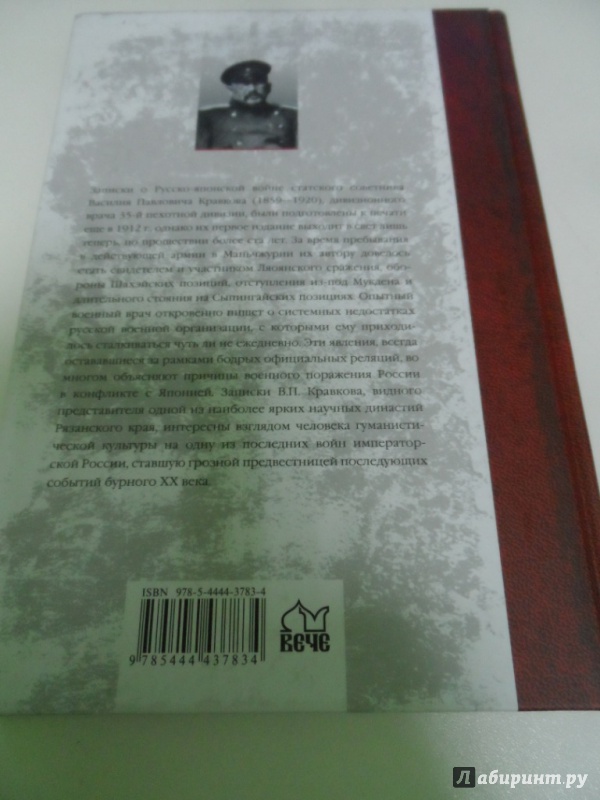 Записки о Русско-японской войне статского советника
Василия Павловича Кравкова (1859—1920), дивизионного
врача 35-й пехотной дивизии, были подготовлены к печати
еще в 1912 г., однако их первое издание выходит в свет лишь
теперь, по прошествии более ста лет. За время пребывания
в действующей армии в Маньчжурии их автору довелось
стать свидетелем и участником Ляоянского сражения, обо-
роны Шахэйских позиций, отступления из-под Мукдена и
длительного стояния на Сыпингайских позициях. Опытный
военный врач откровенно пишет о системных недостатках
русской военной организации, с которыми ему приходи-
лось сталкиваться чуть ли не ежедневно. Эти явления, всегда
остававшиеся за рамками бодрых официальных реляций, во
многом объясняют причины военного поражения России
в конфликте с Японией. Записки В.П. Кравкова, видного
представителя одной из наиболее ярких научных династий
Рязанского края, интересны взглядом человека гуманисти-
ческой культуры на одну из последних войн император-
ской России, ставшую грозной предвестницей последующих
событий бурного XX века.
ISBN 978-5-4444-3783-4
9 785444 437834
ВЕЧЕ
лабиринт.ру